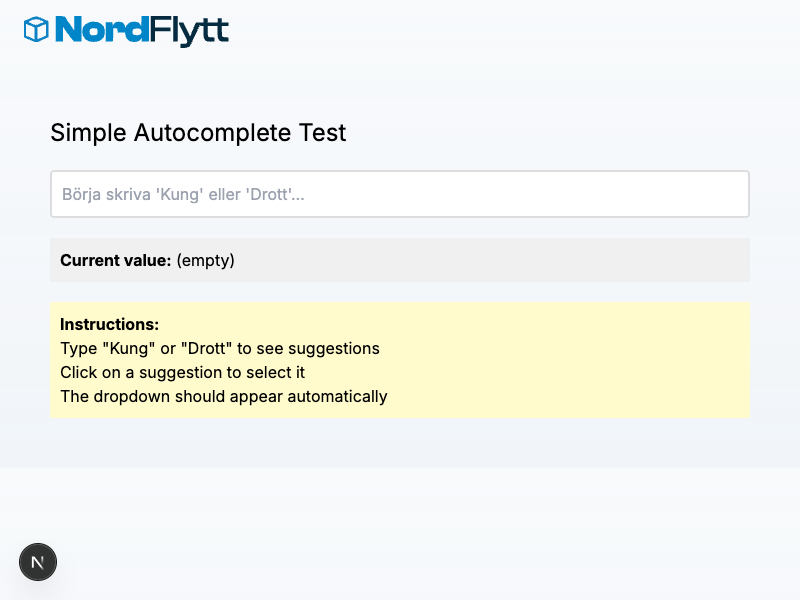 NordFlytt
Simple Autocomplete Test
Börja skriva 'Kung' eller 'Drott'...
Current value: (empty)
Instructions:
Type "Kung" or "Drott" to see suggestions
Click on a suggestion to select it
The dropdown should appear automatically
N